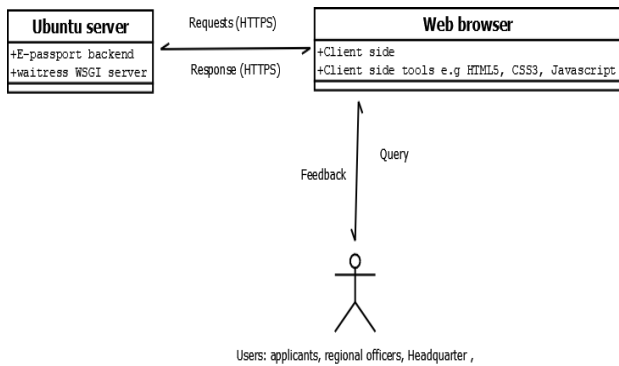 Ubuntu server
+E-passport backend
+waitress WSGI server
Requests (HTTPS)
Response (HTTPS)
Web browser
+Client side
+Client side tools e.g HTML5, CSS3, Javascript
Query
Feedback
Users: applicants, regional officers, Headquarter ,